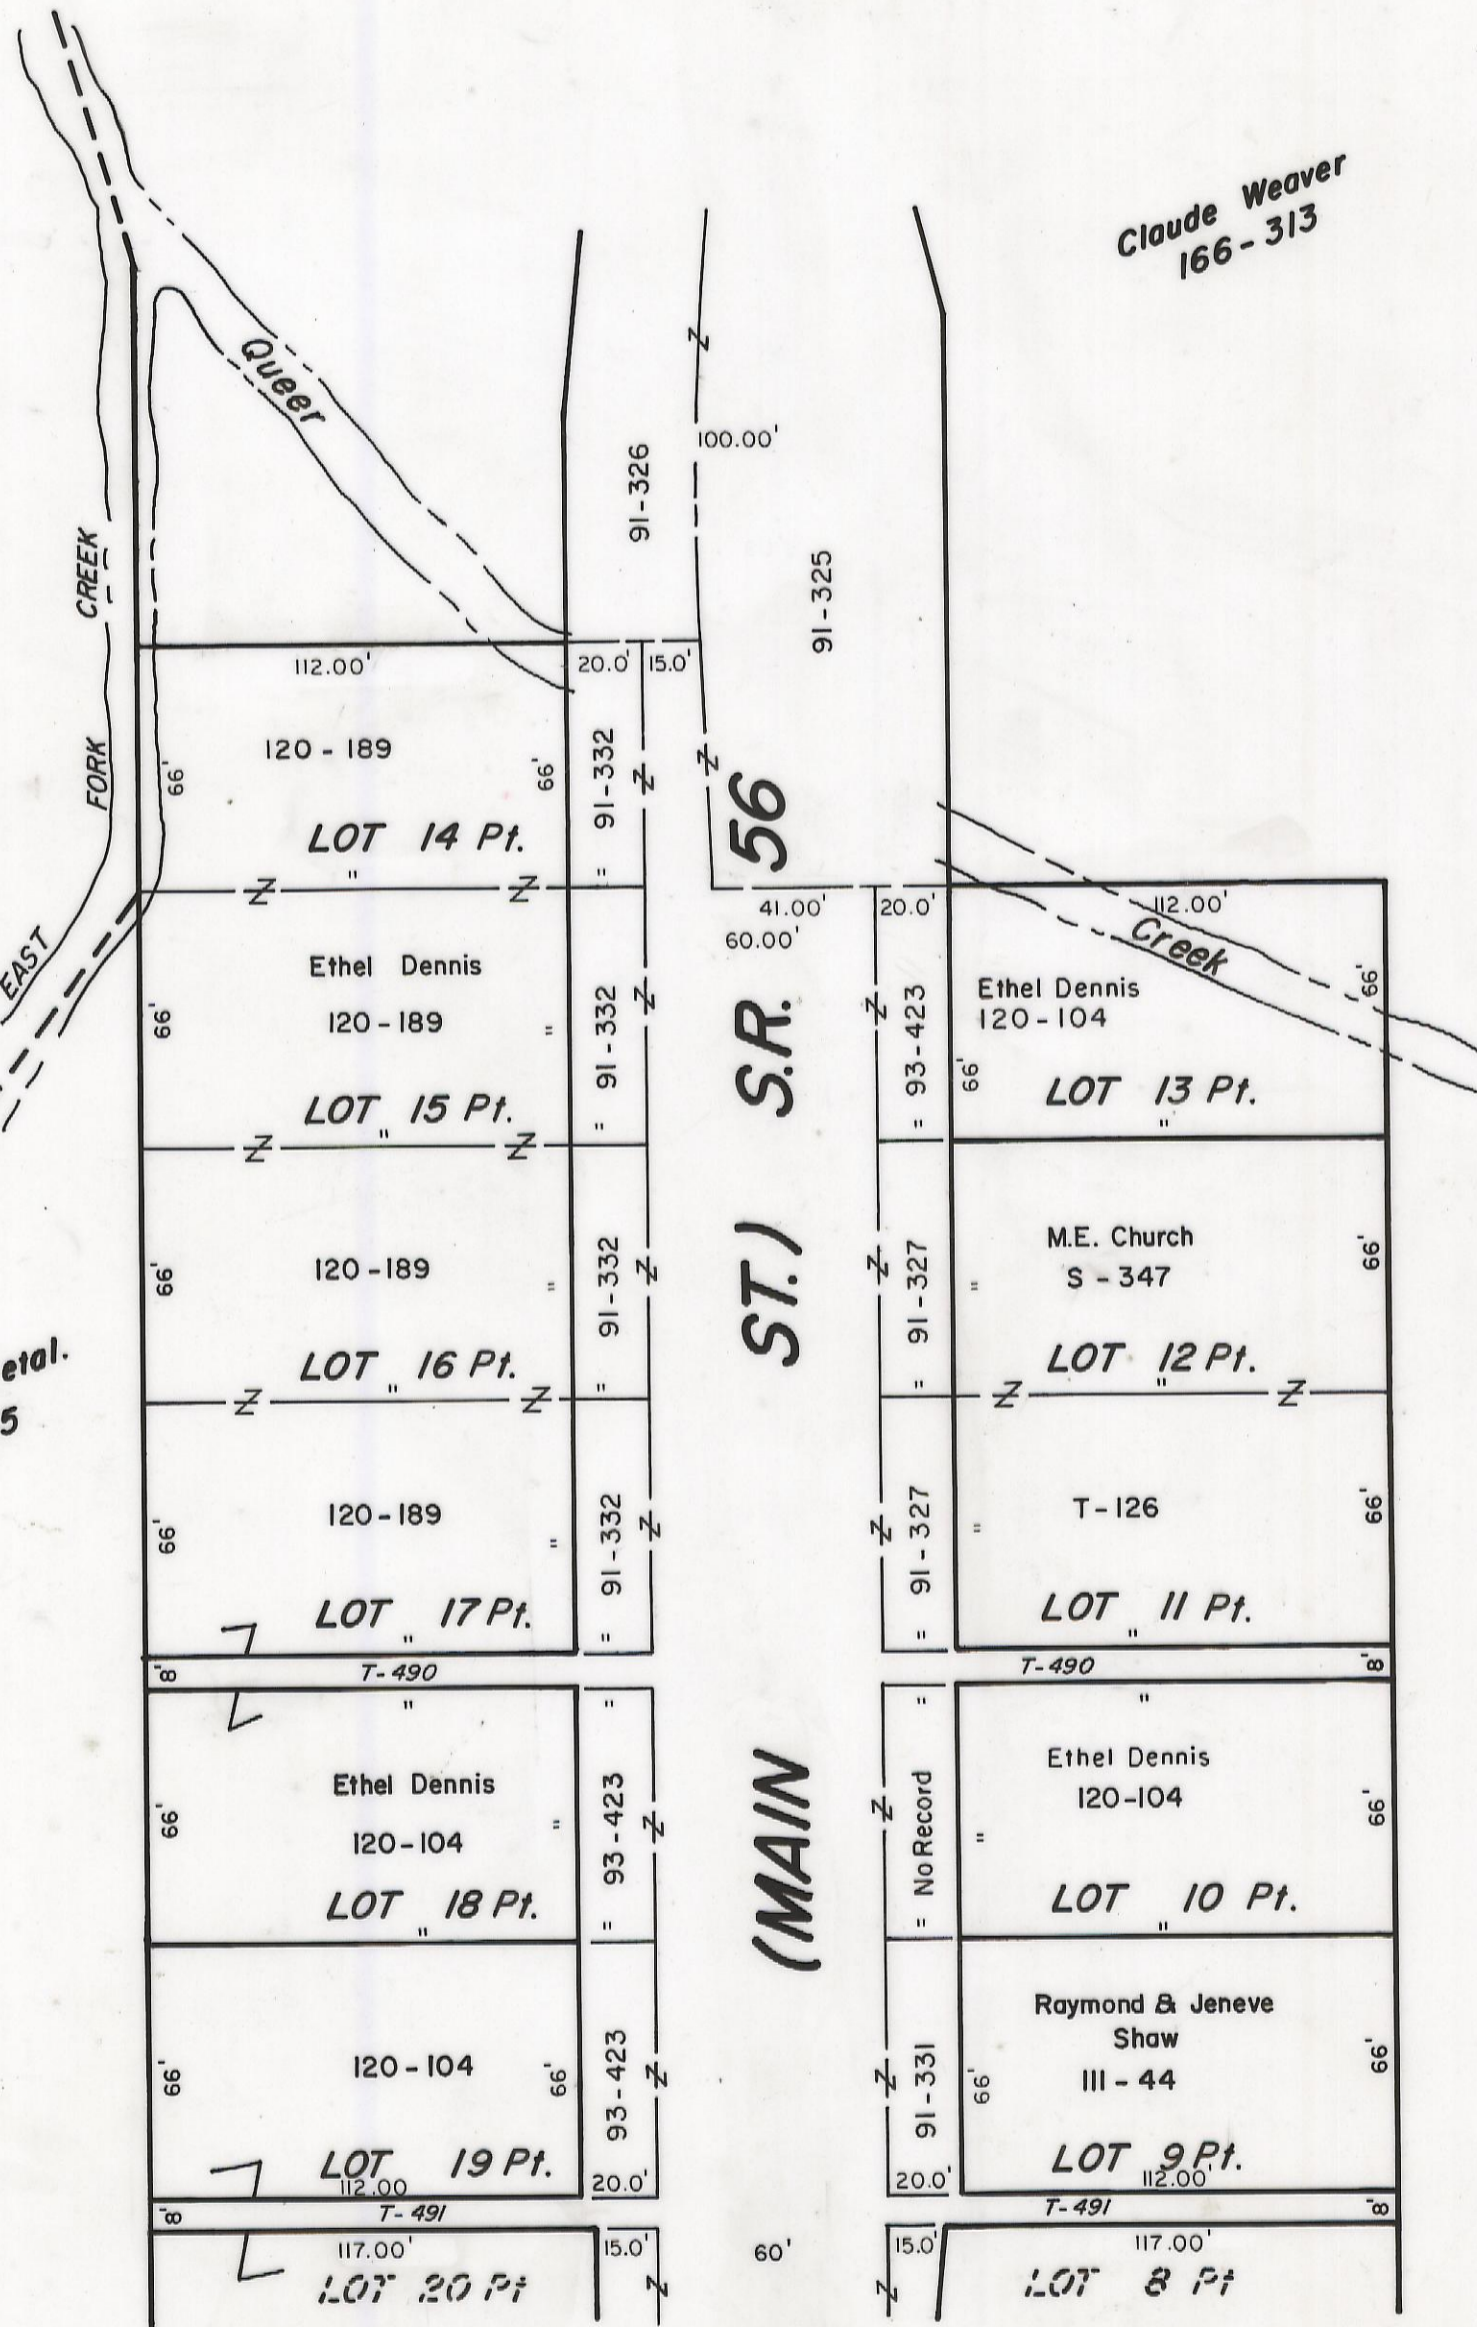 Claude Weaver
166-313
Queer
CREEK
FORK
EAST
91-326
100.00'
91-325
112.00'
20.0'
15.0'
120-189
66'
66'
91-332
"
LOT 14 Pt.
"
S.R. 56
41.00'
20.0'
60.00'
112.00'
Creek
Ethel Dennis
120-189
66'
"
91-332
"
LOT 15 Pt.
"
93-423
"
Ethel Dennis
120-104
66'
66'
LOT 13 Pt.
"
120-189
66'
"
91-332
"
LOT 16 Pt.
"
(MAIN ST.)
91-327
"
"
M.E. Church
S-347
66'
LOT 12 Pt.
"
etal.
5
120-189
66'
"
91-332
"
LOT 17 Pt.
"
91-327
"
"
T-126
66'
LOT 11 Pt.
"
8'
T-490
T-490
8'
"
"
"
"
Ethel Dennis
120-104
66'
"
93-423
"
LOT 18 Pt.
"
No Record
"
"
Ethel Dennis
120-104
66'
LOT 10 Pt.
"
120-104
66'
66'
93-423
LOT 19 Pt.
112.00
20.0'
91-331
20.0'
Raymond & Jeneve
Shaw
111-44
66'
66'
LOT 9 Pt.
112.00'
8'
T-491
T-491
8'
117.00'
15.0'
60'
15.0'
117.00'
LOT 20 Pt
LOT 8 Pt